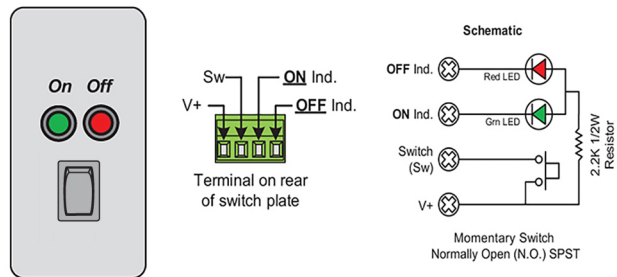 On Off
Sw
ON Ind.
V+
OFF Ind.
Terminal on rear
of switch plate
Schematic
OFF Ind.
Red LED
ON Ind.
Grn LED
Switch
(Sw)
V+
2.2K 1/2W
Resistor
Momentary Switch
Normally Open (N.O.) SPST